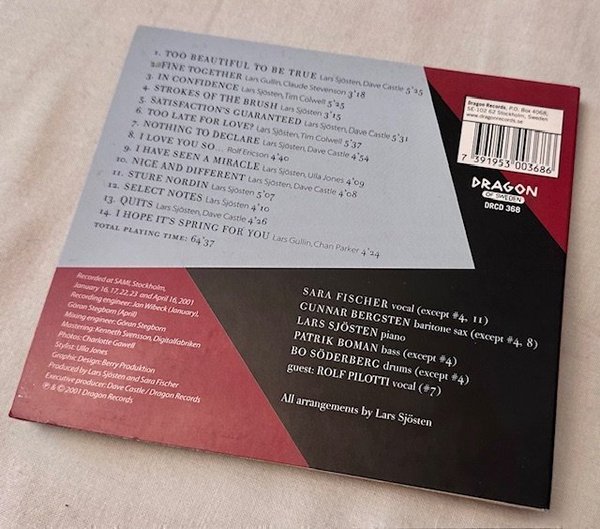 1. TOO BEAUTIFUL TO BE TRUE Lars Sjösten, Dave Castle 5'25
2. FINE TOGETHER Lars Gullin, Claude Stevenson 3'18
3. IN CONFIDENCE Lars Sjösten, Tim Colwell 5'25
4. STROKES OF THE BRUSH Lars Sjösten 3'15
5. SATISFACTION'S GUARANTEED Lars Sjösten, Dave Castle 5'31
6. TOO LATE FOR LOVE? Lars Sjösten, Tim Colwell 5'37
7. NOTHING TO DECLARE Lars Sjösten, Dave Castle 4'54
8. I LOVE YOU SO... Rolf Ericson 4'40
9. I HAVE SEEN A MIRACLE Lars Sjösten, Ulla Jones 4'09
10. NICE AND DIFFERENT Lars Sjösten, Dave Castle 4'08
11. STURE NORDIN Lars Sjösten 5'07
12. SELECT NOTES Lars Sjösten 4'10
13. QUITS Lars Sjösten, Dave Castle 4'26
14. I HOPE IT'S SPRING FOR YOU Lars Gullin, Chan Parker 4'24
TOTAL PLAYING TIME: 64'37
Dragon Records, P.O. Box 4068,
SE-102 62 Stockholm, Sweden
www.dragonrecords.se
7 391953 003686
DRAGON
OF SWEDEN
DRCD 368
Recorded at SAMI, Stockholm,
January 16, 17, 22, 23 and April 16, 2001
Recording engineer: Jan Wibeck (January),
Göran Stegborn (April)
Mixing engineer: Göran Stegborn
Mastering: Kenneth Svensson, Digitalfabriken
Photos: Charlotte Gawell
Stylist: Ulla Jones
Graphic Design: Berry Produktion
Produced by Lars Sjösten and Sara Fischer
Executive producer: Dave Castle / Dragon Records
℗ & © 2001 Dragon Records
SARA FISCHER vocal (except #4, 11)
GUNNAR BERGSTEN baritone sax (except #4, 8)
LARS SJÖSTEN piano
PATRIK BOMAN bass (except #4)
BO SÖDERBERG drums (except #4)
guest: ROLF PILOTTI vocal (#7)
All arrangements by Lars Sjösten